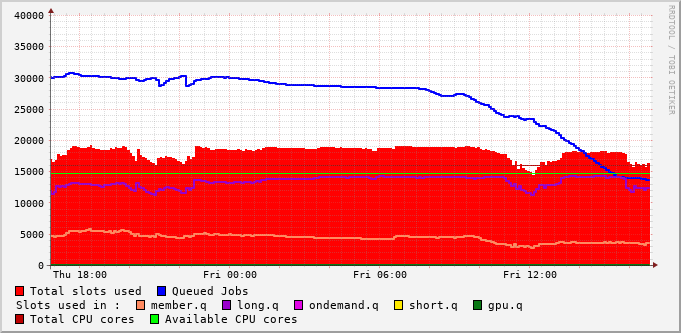 40000
35000
30000
25000
20000
15000
10000
5000
0
Thu 18:00 Fri 00:00 Fri 06:00 Fri 12:00
RRDTOOL / TOBI OETIKER
Total slots used Queued Jobs
Slots used in : member.q long.q ondemand.q short.q gpu.q
Total CPU cores Available CPU cores